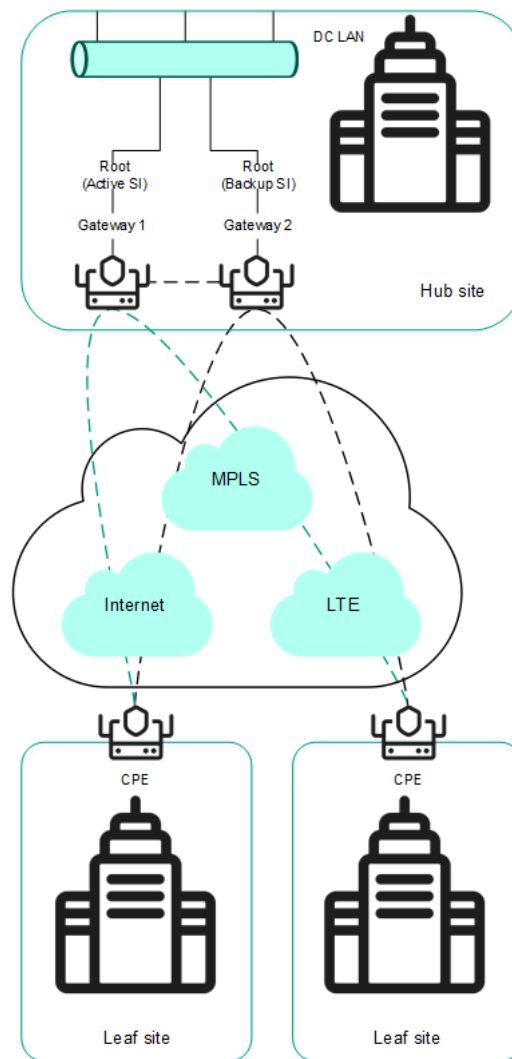 DC LAN
Root
(Active SI)
Root
(Backup SI)
Gateway 1
Gateway 2
Hub site
MPLS
Internet
LTE
CPE
CPE
Leaf site
Leaf site